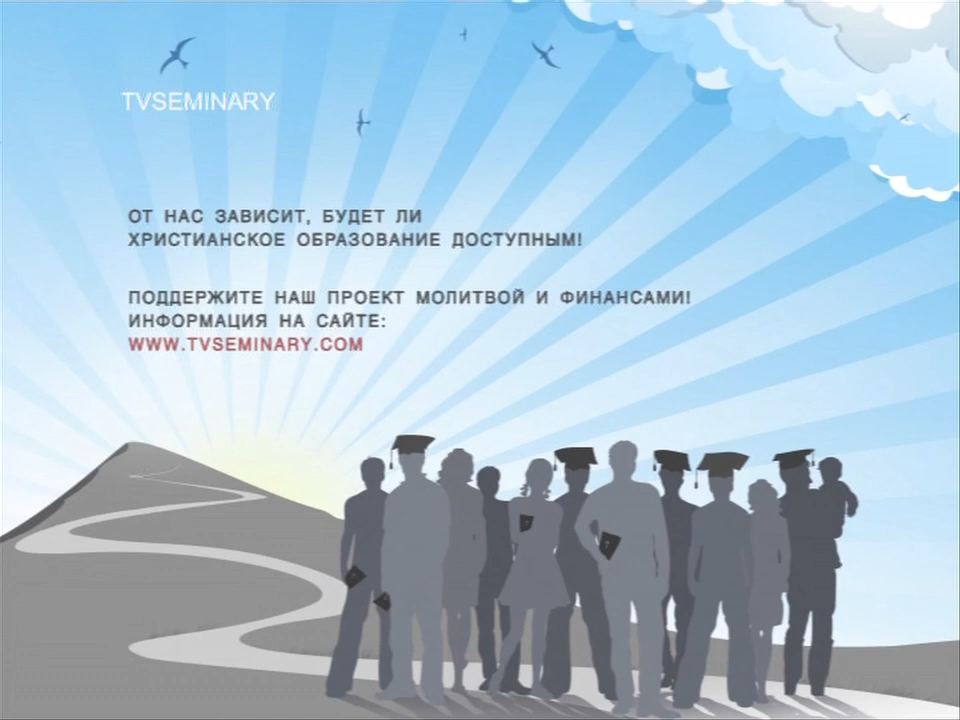 TVSEMINARY
ОТ НАС ЗАВИСИТ, БУДЕТ ЛИ
ХРИСТИАНСКОЕ ОБРАЗОВАНИЕ ДОСТУПНЫМ!
ПОДДЕРЖИТЕ НАШ ПРОЕКТ МОЛИТВОЙ И ФИНАНСАМИ!
ИНФОРМАЦИЯ НА САЙТЕ:
WWW.TVSEMINARY.COM